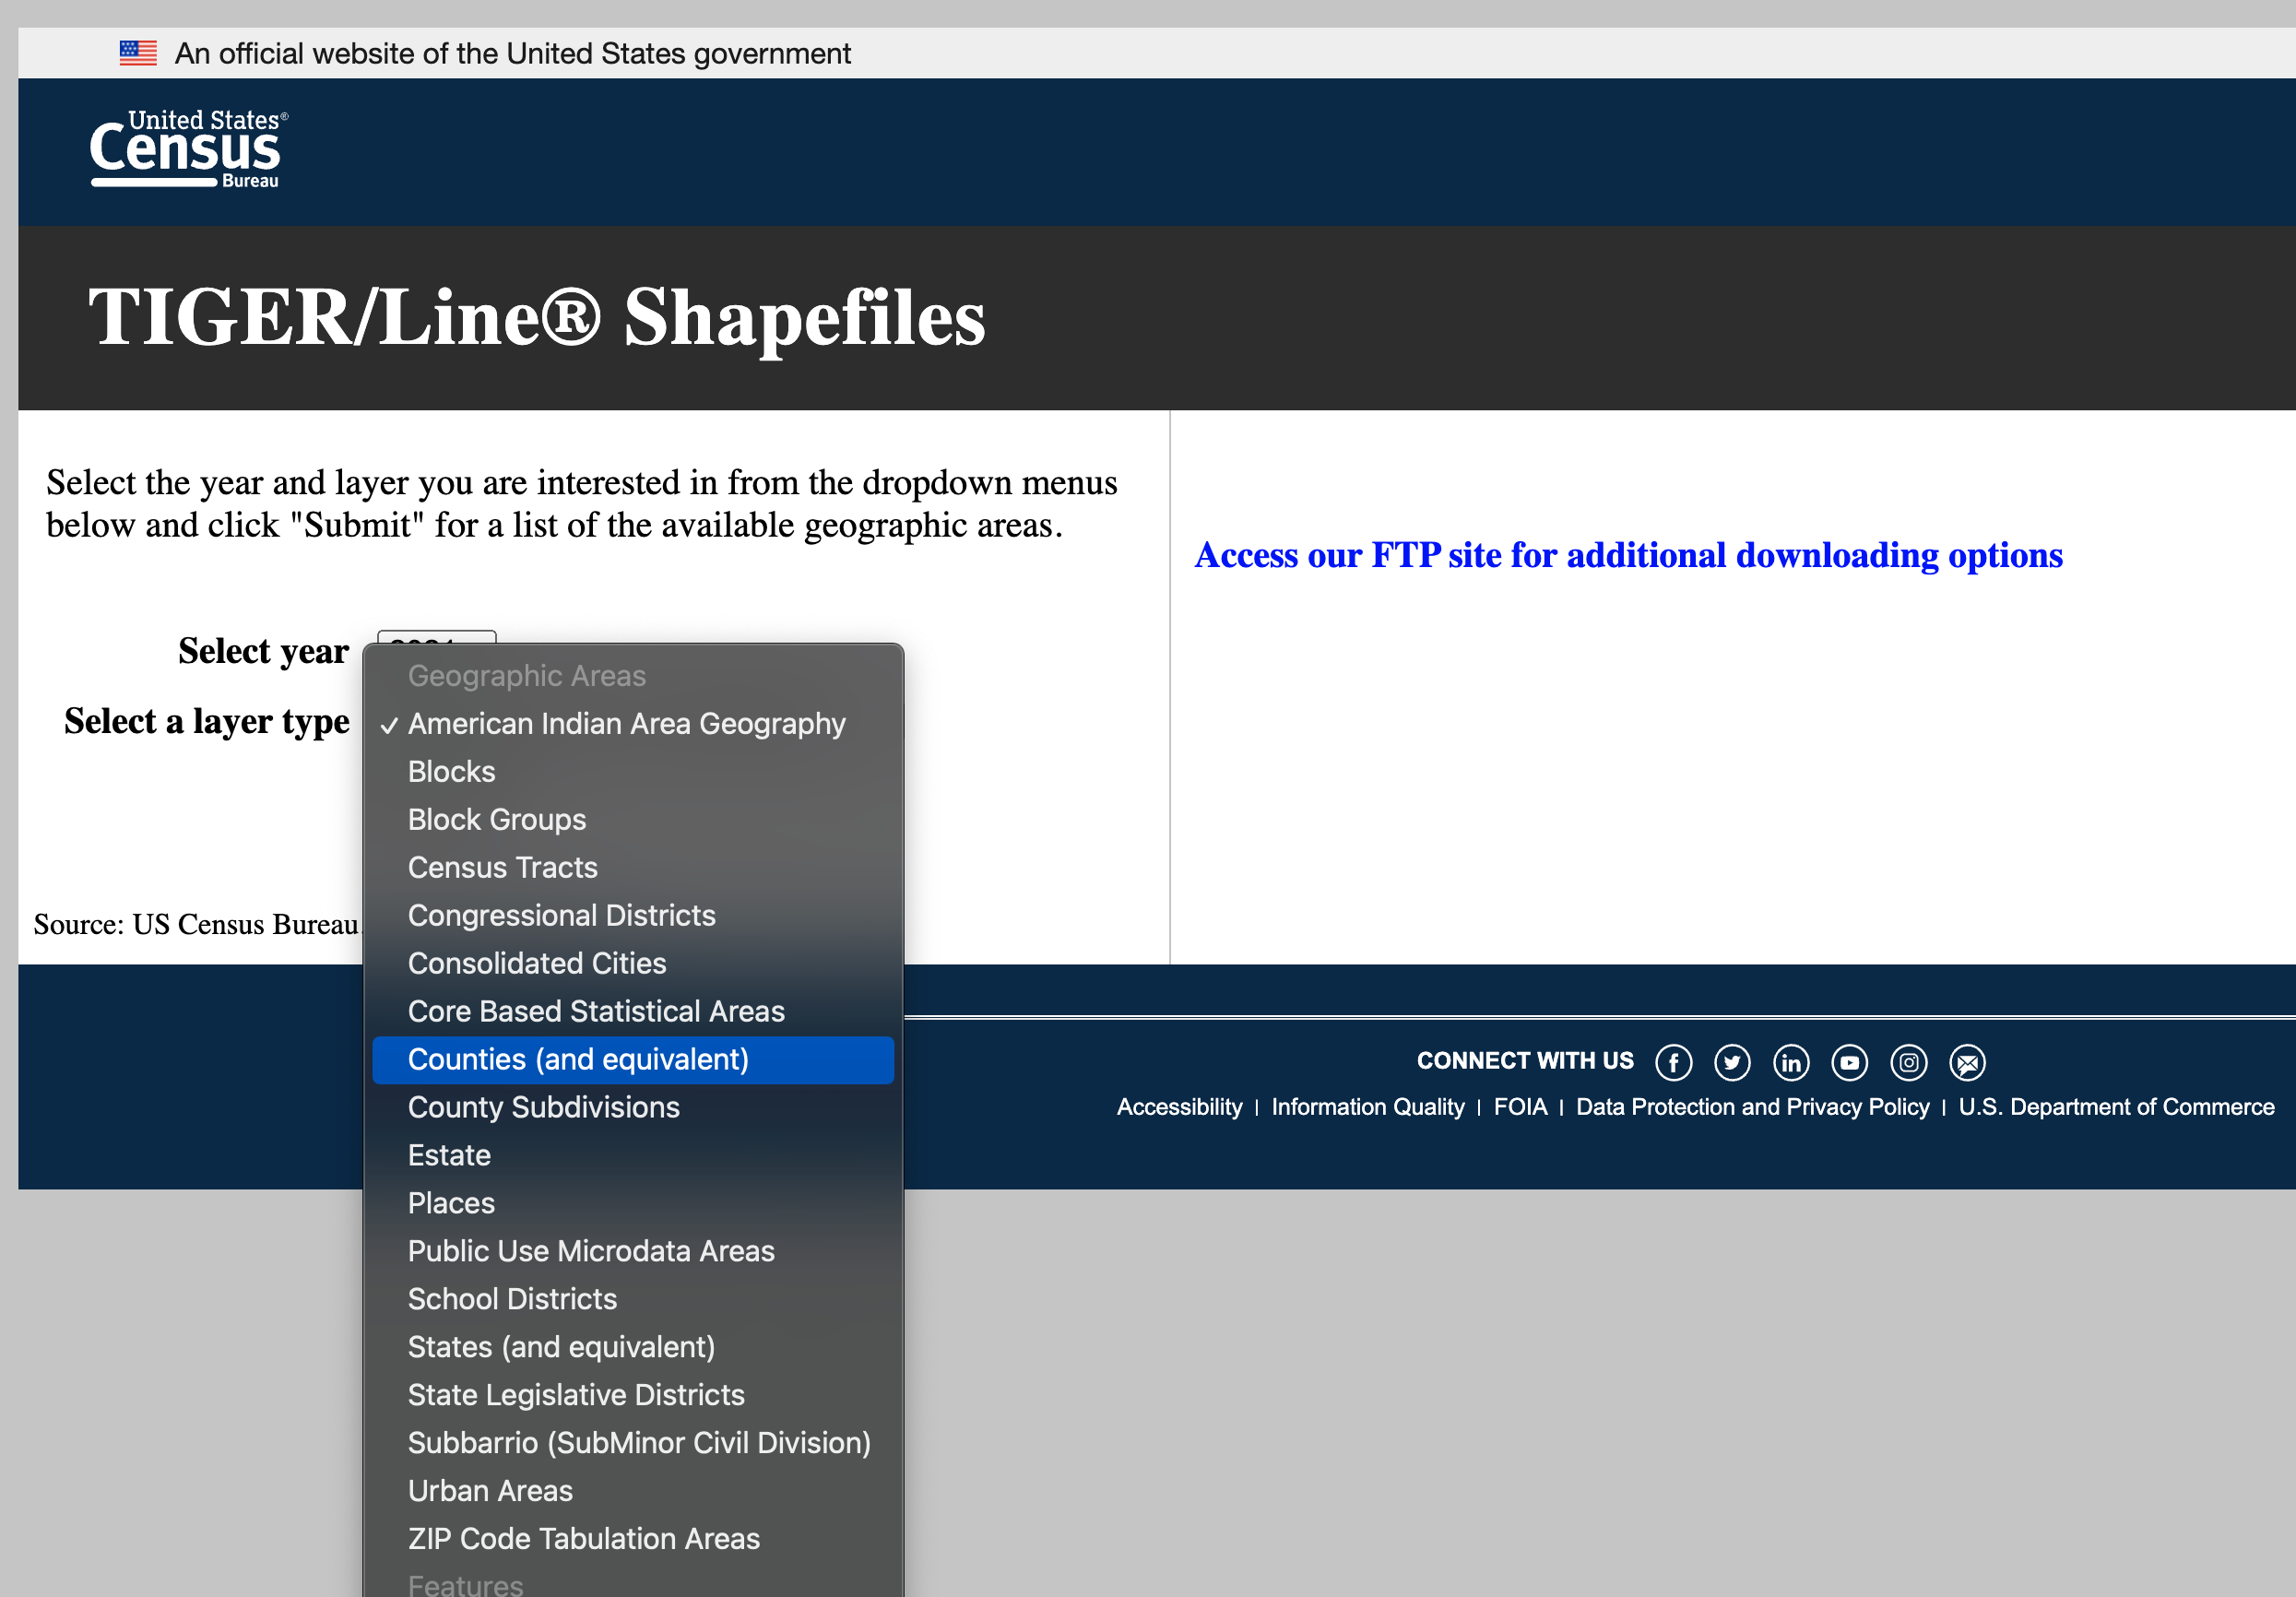 An official website of the United States government
United States®
Census
Bureau
TIGER/Line® Shapefiles
Select the year and layer you are interested in from the dropdown menus
below and click "Submit" for a list of the available geographic areas.
Access our FTP site for additional downloading options
Select year
Select a layer type
Geographic Areas
✓ American Indian Area Geography
Blocks
Block Groups
Census Tracts
Congressional Districts
Consolidated Cities
Core Based Statistical Areas
Counties (and equivalent)
County Subdivisions
Estate
Places
Public Use Microdata Areas
School Districts
States (and equivalent)
State Legislative Districts
Subbarrio (SubMinor Civil Division)
Urban Areas
ZIP Code Tabulation Areas
Features
Source: US Census Bureau.
CONNECT WITH US
Accessibility | Information Quality | FOIA | Data Protection and Privacy Policy | U.S. Department of Commerce